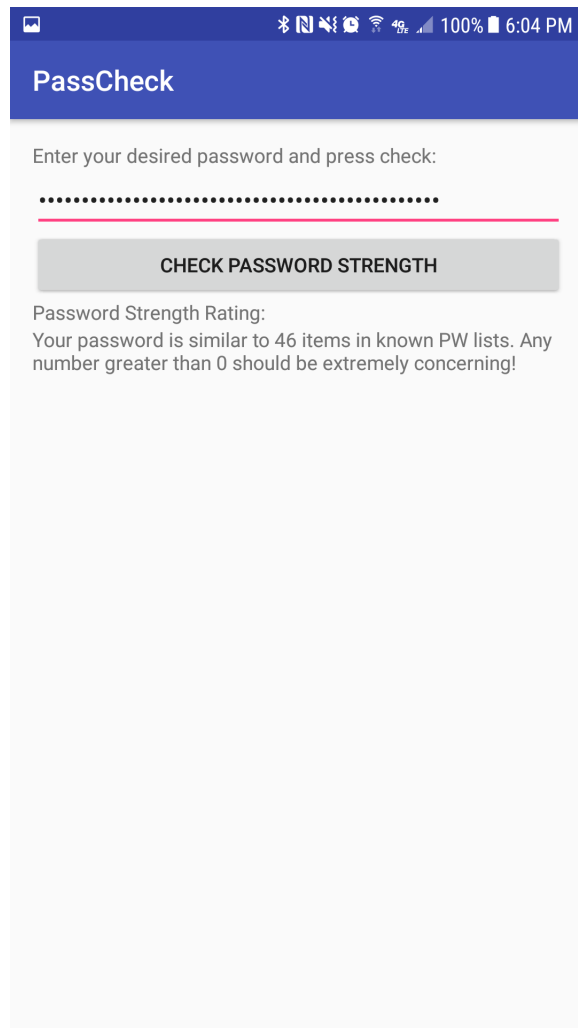 4G LTE 100% 6:04 PM
PassCheck
Enter your desired password and press check:
•••••••••••••••••••••••••••••••••••••••••••••••
CHECK PASSWORD STRENGTH
Password Strength Rating:
Your password is similar to 46 items in known PW lists. Any
number greater than 0 should be extremely concerning!